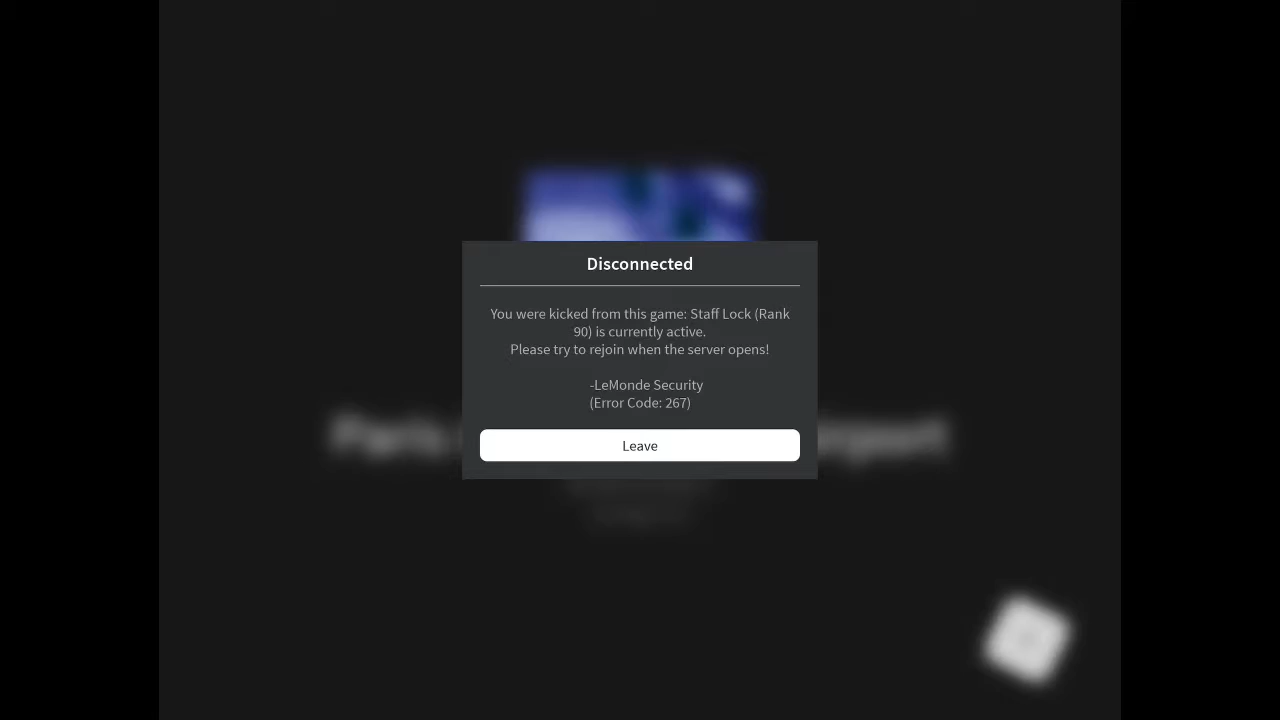 Disconnected
You were kicked from this game: Staff Lock (Rank
90) is currently active.
Please try to rejoin when the server opens!
-LeMonde Security
(Error Code: 267)
Leave
Paris